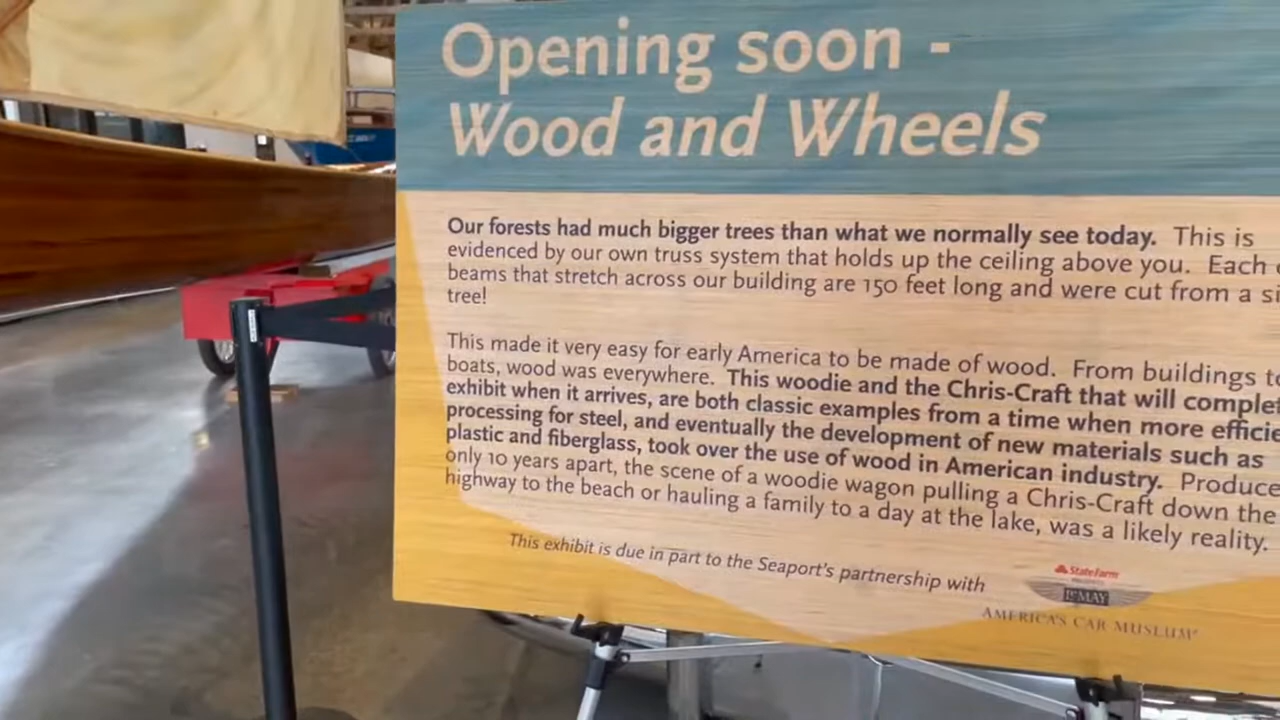 Opening soon -
Wood and Wheels
Our forests had much bigger trees than what we normally see today. This is
evidenced by our own truss system that holds up the ceiling above you. Each
beams that stretch across our building are 150 feet long and were cut from a
tree!
This made it very easy for early America to be made of wood. From buildings
boats, wood was everywhere. This woodie and the Chris-Craft that will
exhibit when it arrives, are both classic examples from a time when more
processing for steel, and eventually the development of new materials such as
plastic and fiberglass, took over the use of wood in American industry.
only 10 years apart, the scene of a woodie wagon pulling a Chris-Craft down the
highway to the beach or hauling a family to a day at the lake, was a likely reality.
This exhibit is due in part to the Seaport's partnership with
StateFarm
LeMAY
AMERICA'S CAR MUSEUM